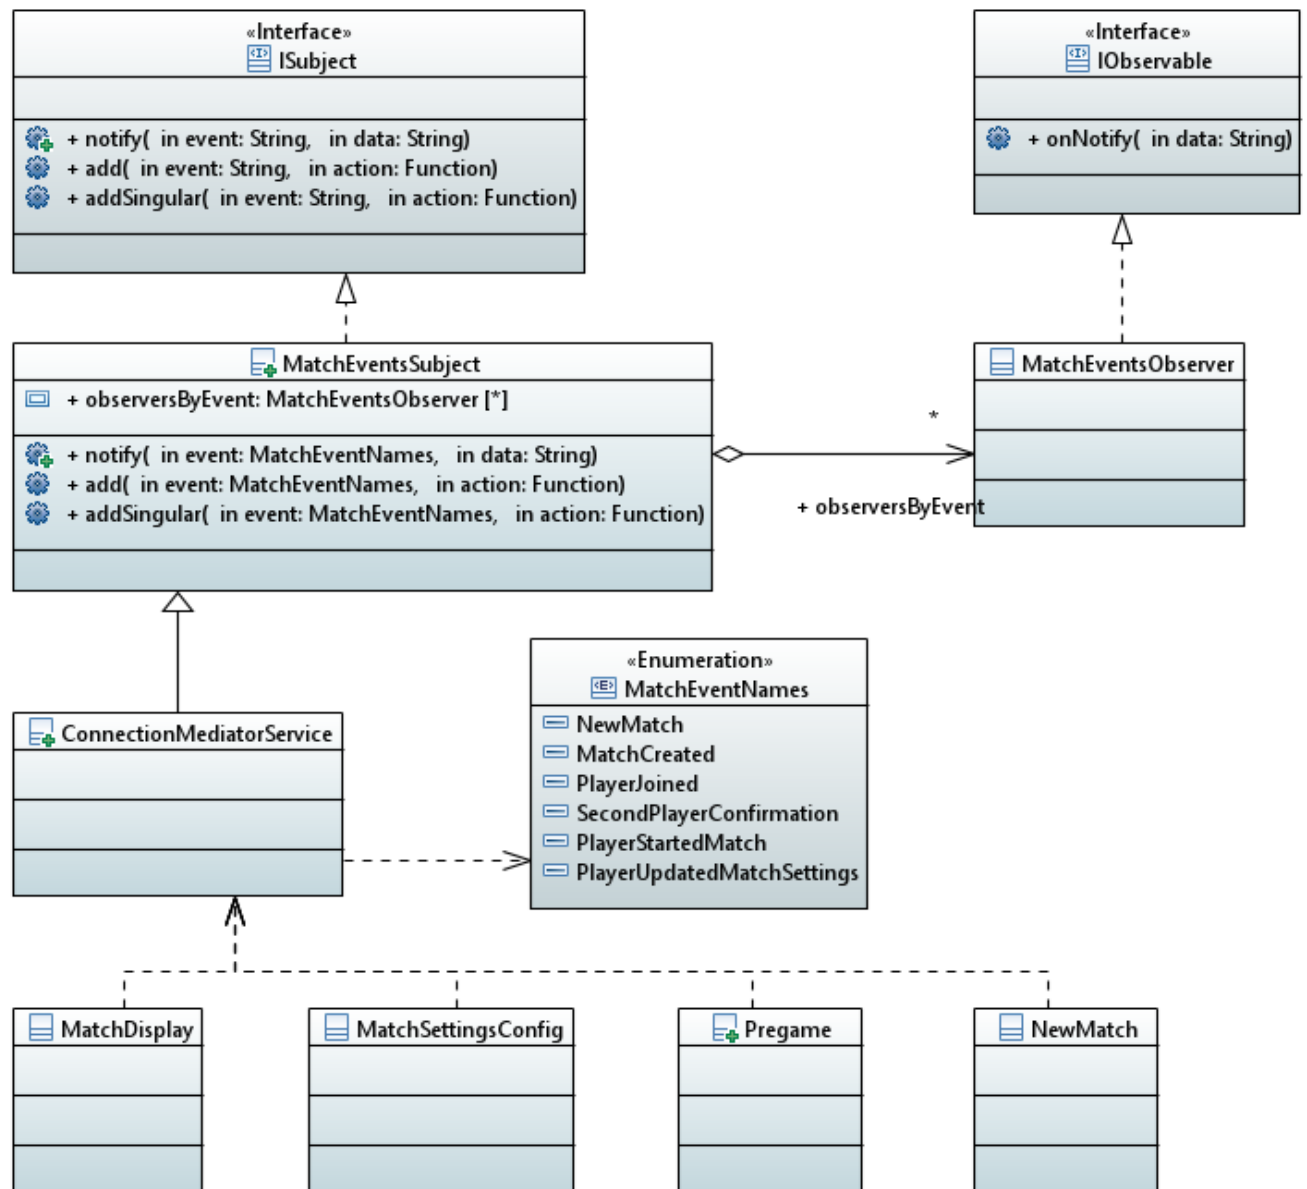 «Interface»
ISubject
+ notify( in event: String, in data: String)
+ add( in event: String, in action: Function)
+ addSingular( in event: String, in action: Function)
«Interface»
IObservable
+ onNotify( in data: String)
MatchEventsSubject
+ observersByEvent: MatchEventsObserver [*]
+ notify( in event: MatchEventNames, in data: String)
+ add( in event: MatchEventNames, in action: Function)
+ addSingular( in event: MatchEventNames, in action: Function)
*
+ observersByEvent
MatchEventsObserver
ConnectionMediatorService
«Enumeration»
MatchEventNames
NewMatch
MatchCreated
PlayerJoined
SecondPlayerConfirmation
PlayerStartedMatch
PlayerUpdatedMatchSettings
MatchDisplay
MatchSettingsConfig
Pregame
NewMatch